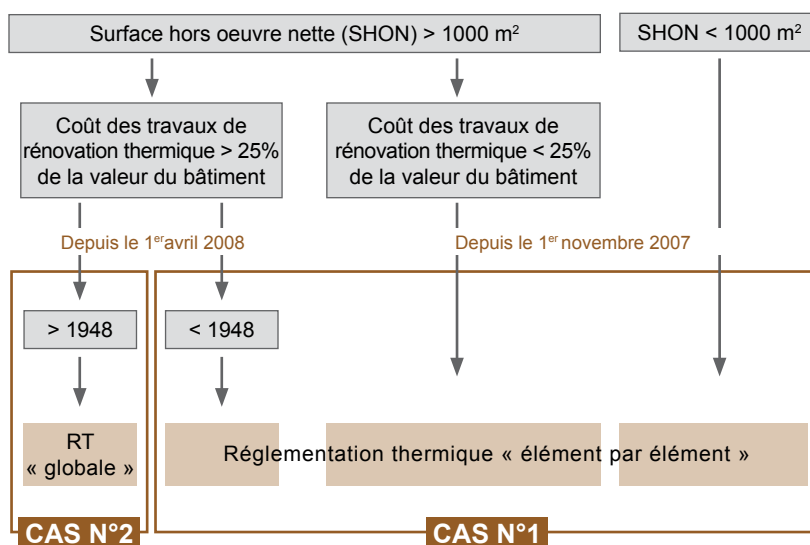 Surface hors oeuvre nette (SHON) > 1000 m²
SHON < 1000 m²
Coût des travaux de
rénovation thermique > 25%
de la valeur du bâtiment
Coût des travaux de
rénovation thermique < 25%
de la valeur du bâtiment
Depuis le 1er avril 2008
Depuis le 1er novembre 2007
> 1948
< 1948
RT
« globale »
Réglementation thermique « élément par élément »
CAS N°2
CAS N°1